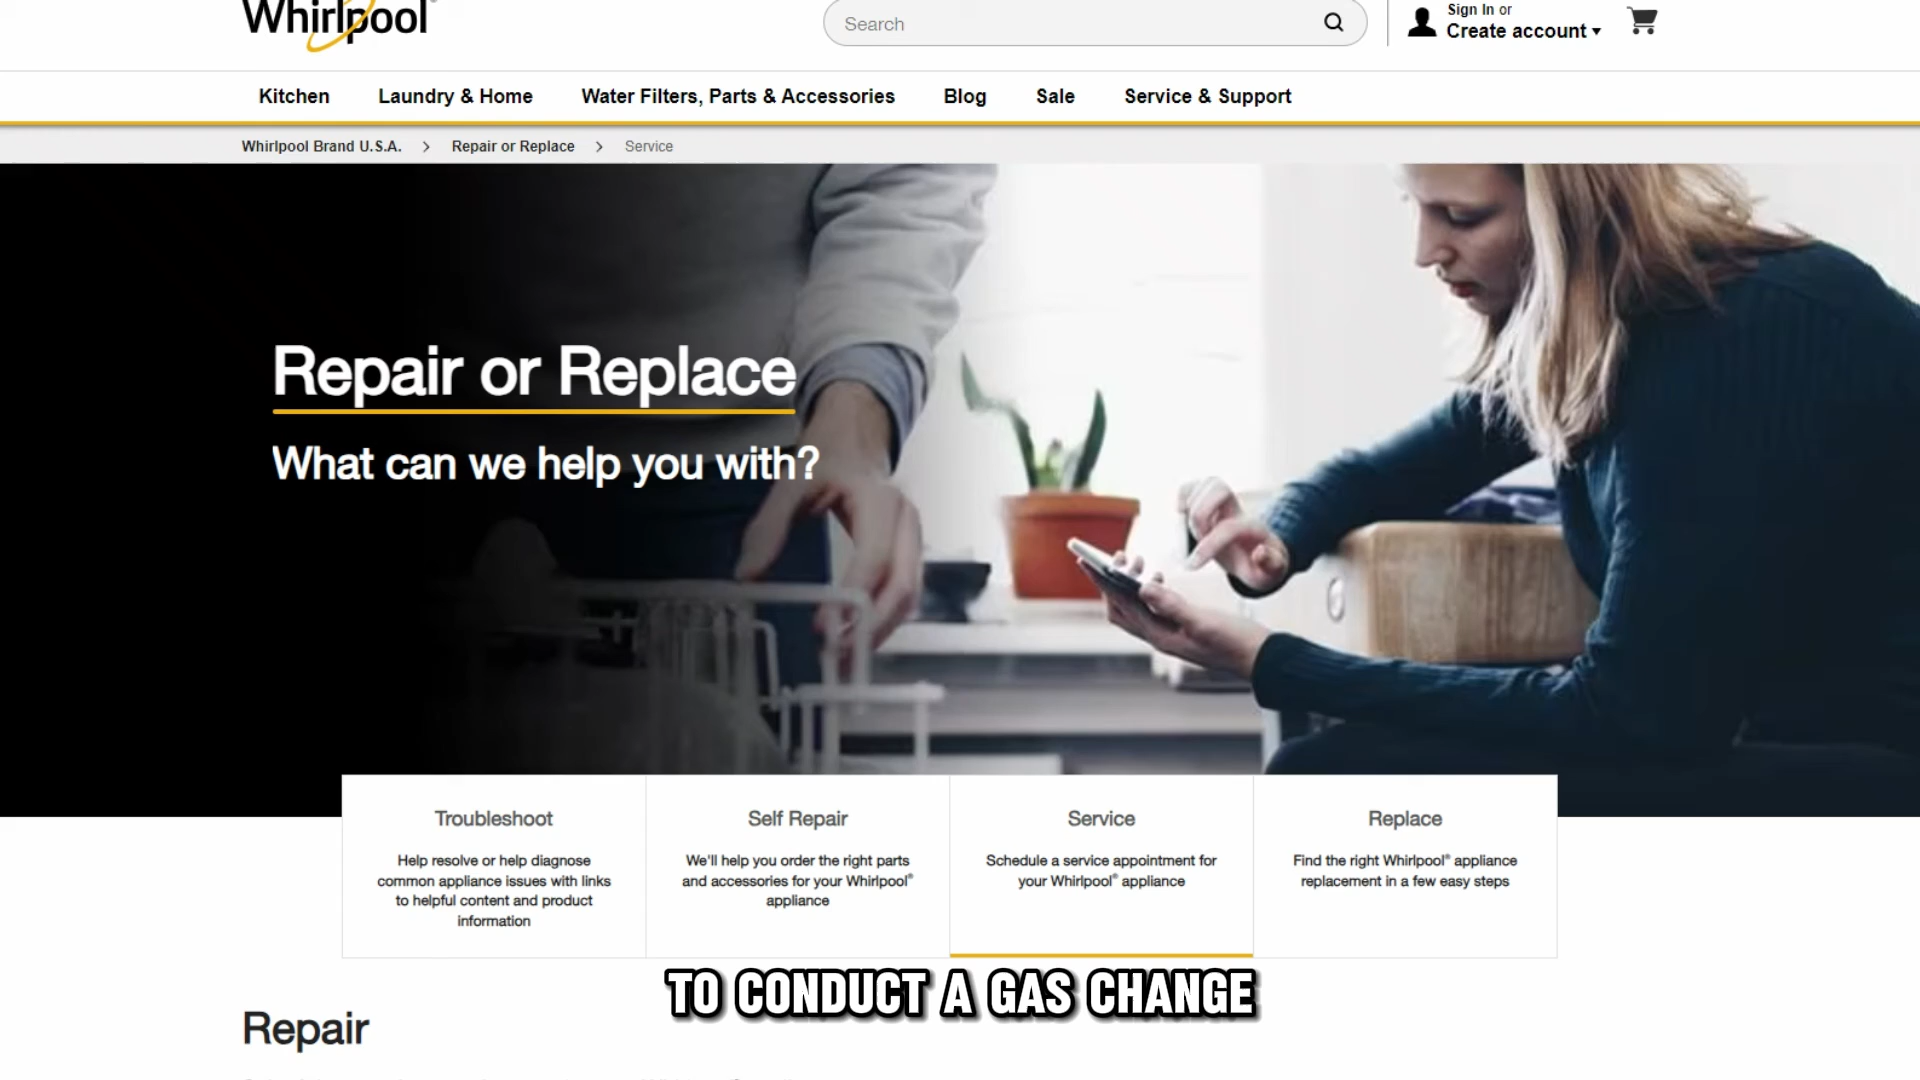 Whirlpool
Search
Sign In or
Create account
Kitchen
Laundry & Home
Water Filters, Parts & Accessories
Blog
Sale
Service & Support
Whirlpool Brand U.S.A. > Repair or Replace > Service
Repair or Replace
What can we help you with?
Troubleshoot
Help resolve or help diagnose
common appliance issues with links
to helpful content and product
information
Self Repair
We'll help you order the right parts
and accessories for your Whirlpool®
appliance
Service
Schedule a service appointment for
your Whirlpool® appliance
Replace
Find the right Whirlpool® appliance
replacement in a few easy steps
TO CONDUCT A GAS CHANGE
Repair